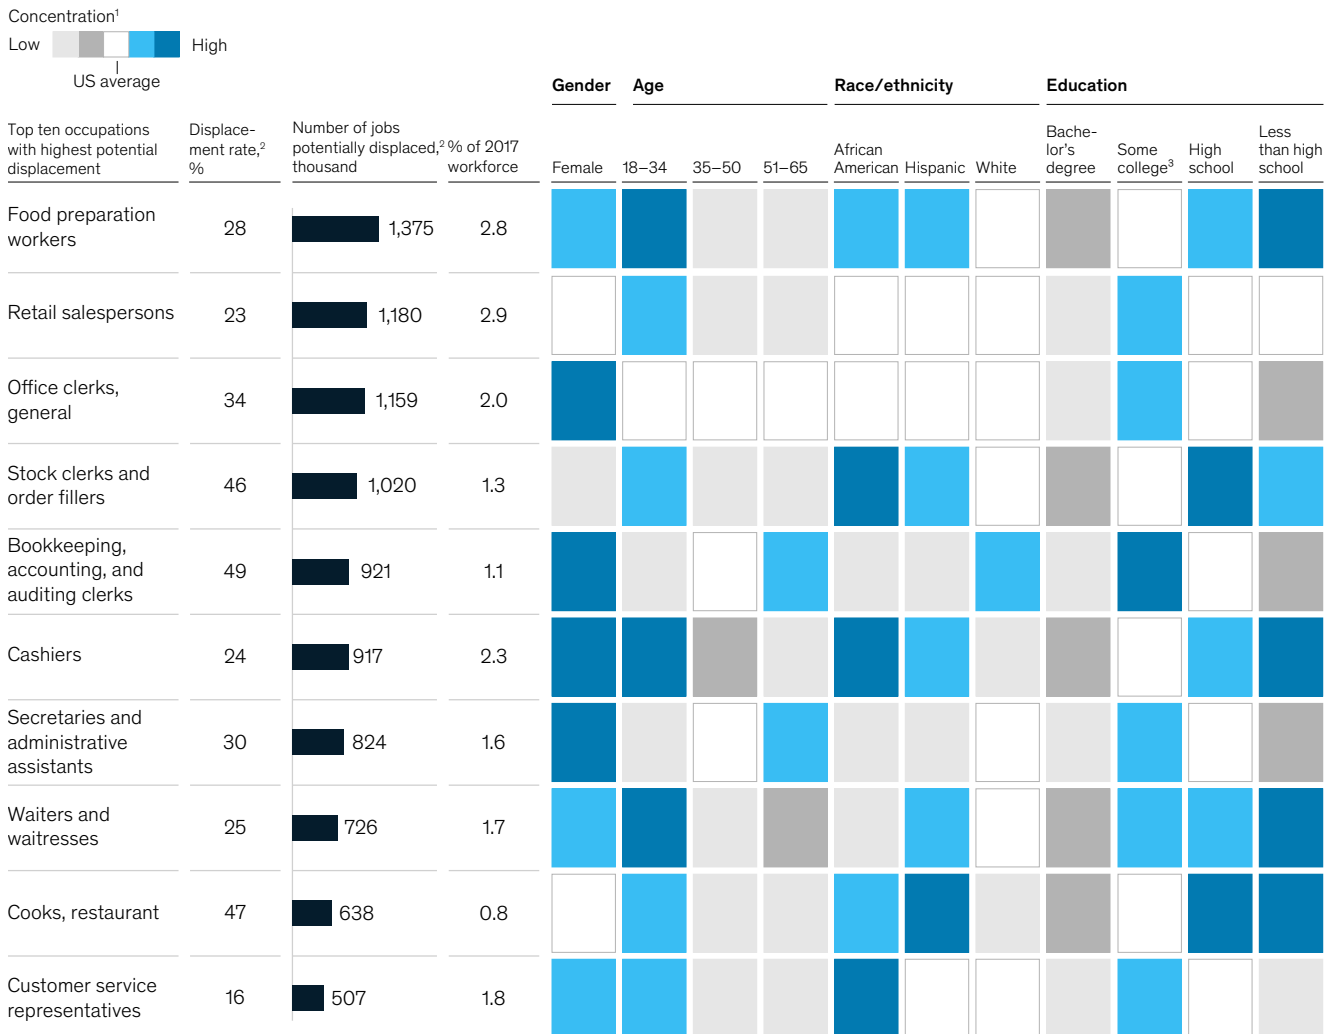 Concentration¹
Low High
US average
Gender Age Race/ethnicity Education
Top ten occupations
with highest potential
displacement
Displace-
ment rate,²
%
Number of jobs
potentially displaced,²
thousand
% of 2017
workforce
Female
18–34
35–50
51–65
African
American
Hispanic
White
Bache-
lor's
degree
Some
college³
High
school
Less
than high
school
Food preparation
workers
28 1,375 2.8
Retail salespersons 23 1,180 2.9
Office clerks,
general
34 1,159 2.0
Stock clerks and
order fillers
46 1,020 1.3
Bookkeeping,
accounting, and
auditing clerks
49 921 1.1
Cashiers 24 917 2.3
Secretaries and
administrative
assistants
30 824 1.6
Waiters and
waitresses
25 726 1.7
Cooks, restaurant 47 638 0.8
Customer service
representatives
16 507 1.8